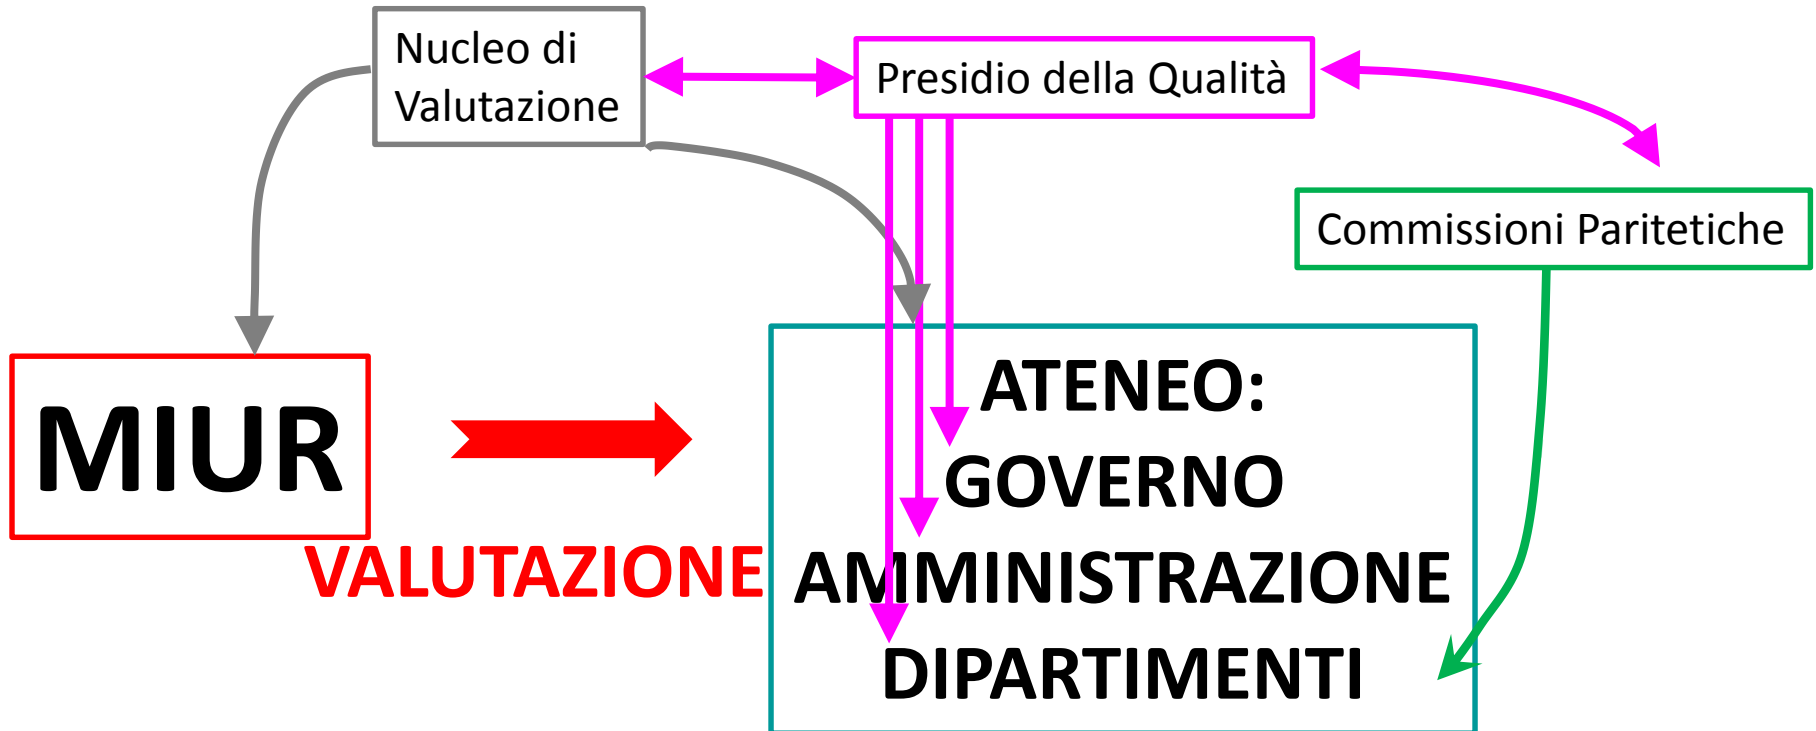 Nucleo di
Valutazione
Presidio della Qualità
Commissioni Paritetiche
MIUR
VALUTAZIONE
ATENEO:
GOVERNO
AMMINISTRAZIONE
DIPARTIMENTI